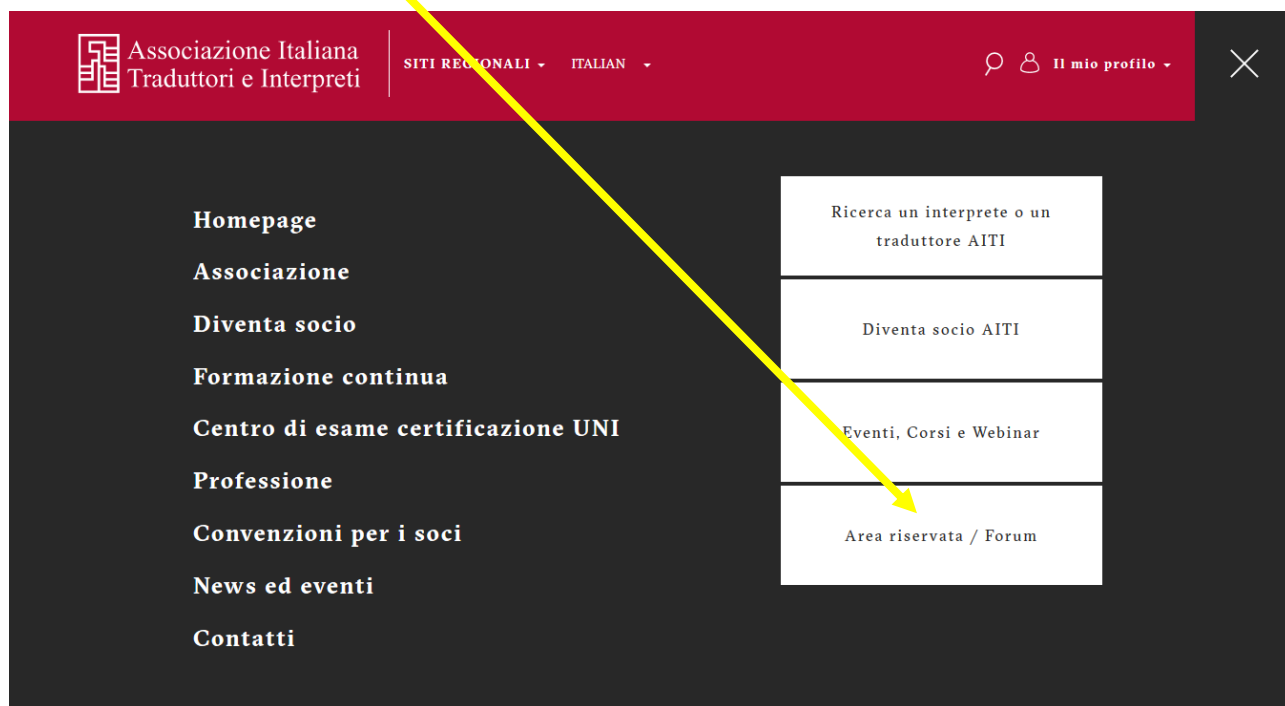 Associazione Italiana
Traduttori e Interpreti
SITI REGIONALI
ITALIAN
Il mio profilo
Homepage
Associazione
Diventa socio
Formazione continua
Centro di esame certificazione UNI
Professione
Convenzioni per i soci
News ed eventi
Contatti
Ricerca un interprete o un
traduttore AITI
Diventa socio AITI
Eventi, Corsi e Webinar
Area riservata / Forum